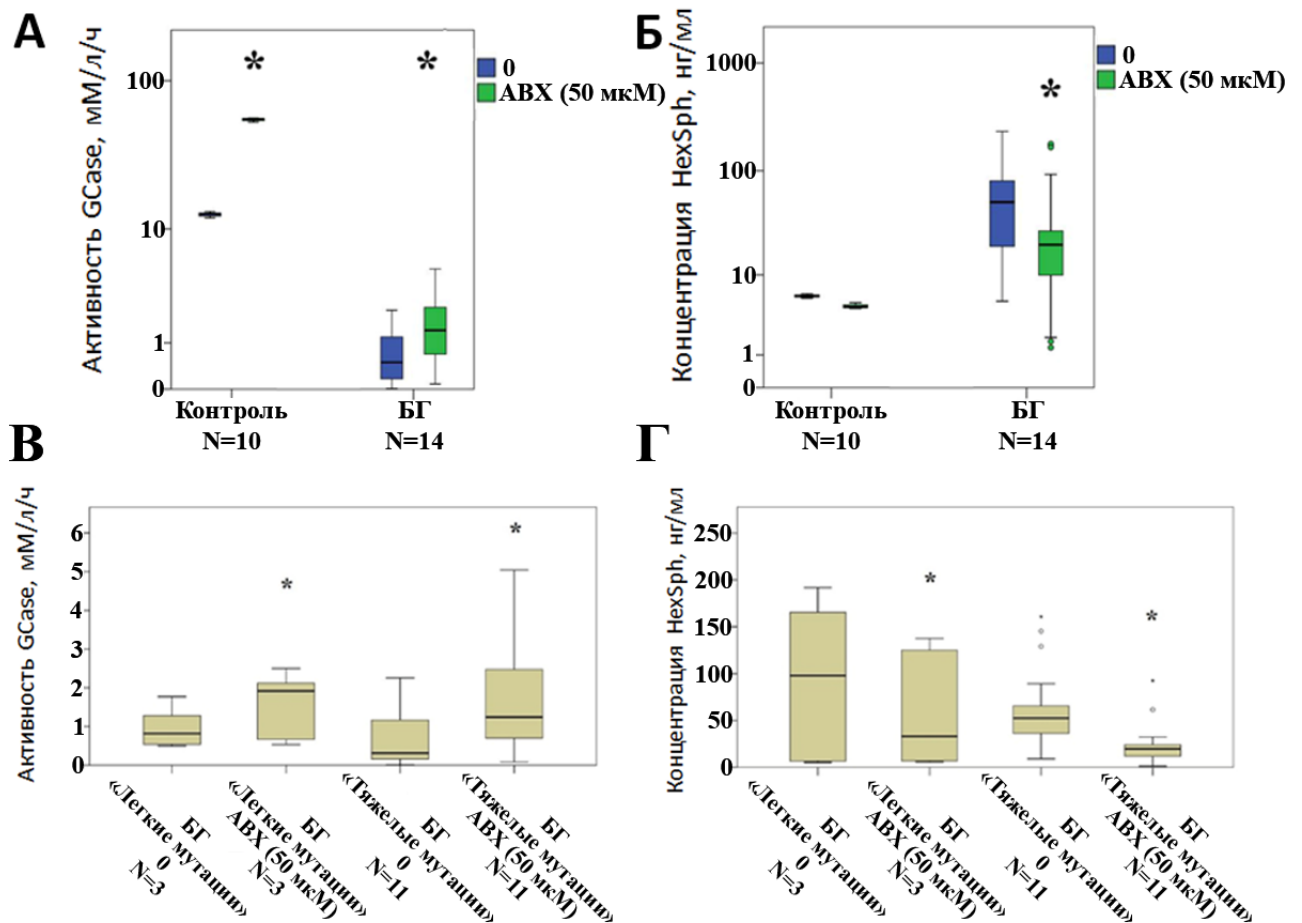 А
Активность GCase, мМ/л/ч
100
10
1
0
*
*
0
АВХ (50 мкМ)
Контроль
N=10
БГ
N=14
Б
Концентрация HexSph, нг/мл
1000
100
10
1
0
*
0
АВХ (50 мкМ)
Контроль
N=10
БГ
N=14
В
Активность GCase, мМ/л/ч
6
5
4
3
2
1
0
*
*
БГ
«Легкие мутации»
0
N=3
БГ
«Легкие мутации»
АВХ (50 мкМ)
N=3
БГ
«Тяжелые мутации»
0
N=11
БГ
«Тяжелые мутации»
АВХ (50 мкМ)
N=11
Г
Концентрация HexSph, нг/мл
250
200
150
100
50
0
*
*
БГ
«Легкие мутации»
0
N=3
БГ
«Легкие мутации»
АВХ (50 мкМ)
N=3
БГ
«Тяжелые мутации»
0
N=11
БГ
«Тяжелые мутации»
АВХ (50 мкМ)
N=11